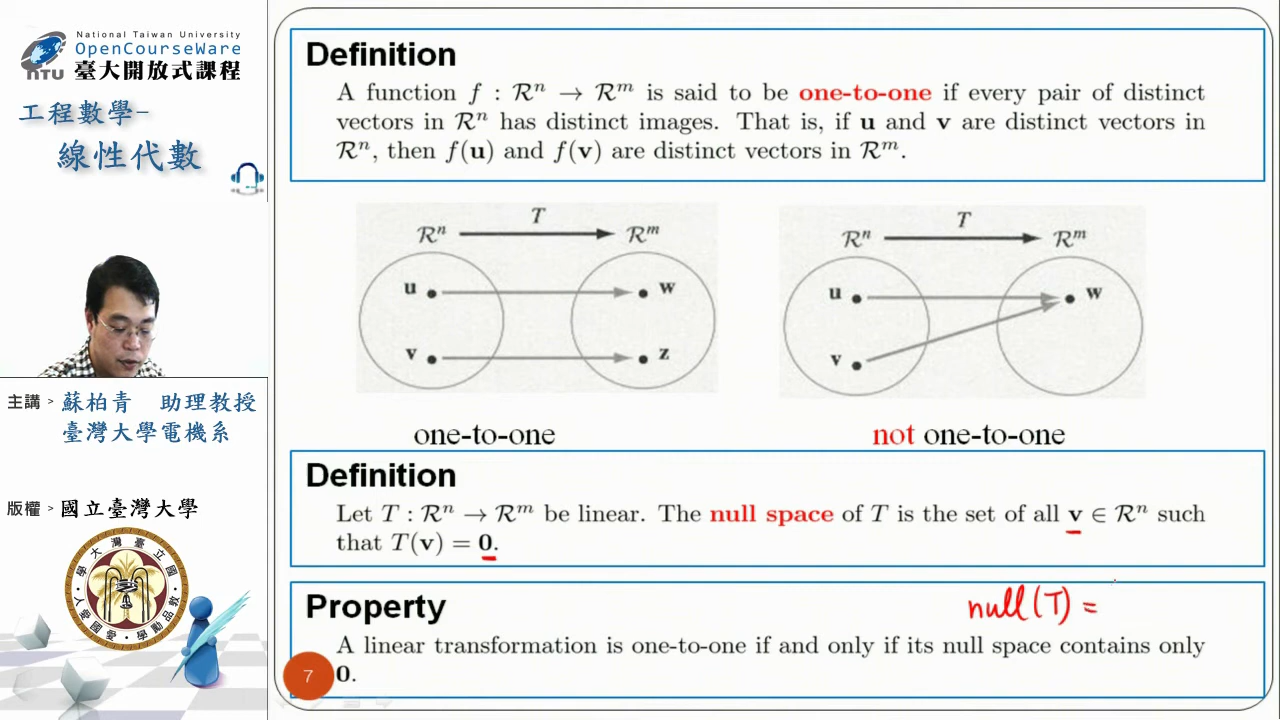 National Taiwan University
OpenCourseWare
NTU 臺大開放式課程
工程數學-
線性代數
主講 > 蘇柏青 助理教授
臺灣大學電機系
版權 > 國立臺灣大學
Definition
A function f : Rⁿ → Rᵐ is said to be one-to-one if every pair of distinct
vectors in Rⁿ has distinct images. That is, if u and v are distinct vectors in
Rⁿ, then f(u) and f(v) are distinct vectors in Rᵐ.
T
Rⁿ Rᵐ
u w
v z
one-to-one
T
Rⁿ Rᵐ
u w
v
not one-to-one
Definition
Let T : Rⁿ → Rᵐ be linear. The null space of T is the set of all v ∈ Rⁿ such
that T(v) = 0.
Property
null(T) =
A linear transformation is one-to-one if and only if its null space contains only
0.
7